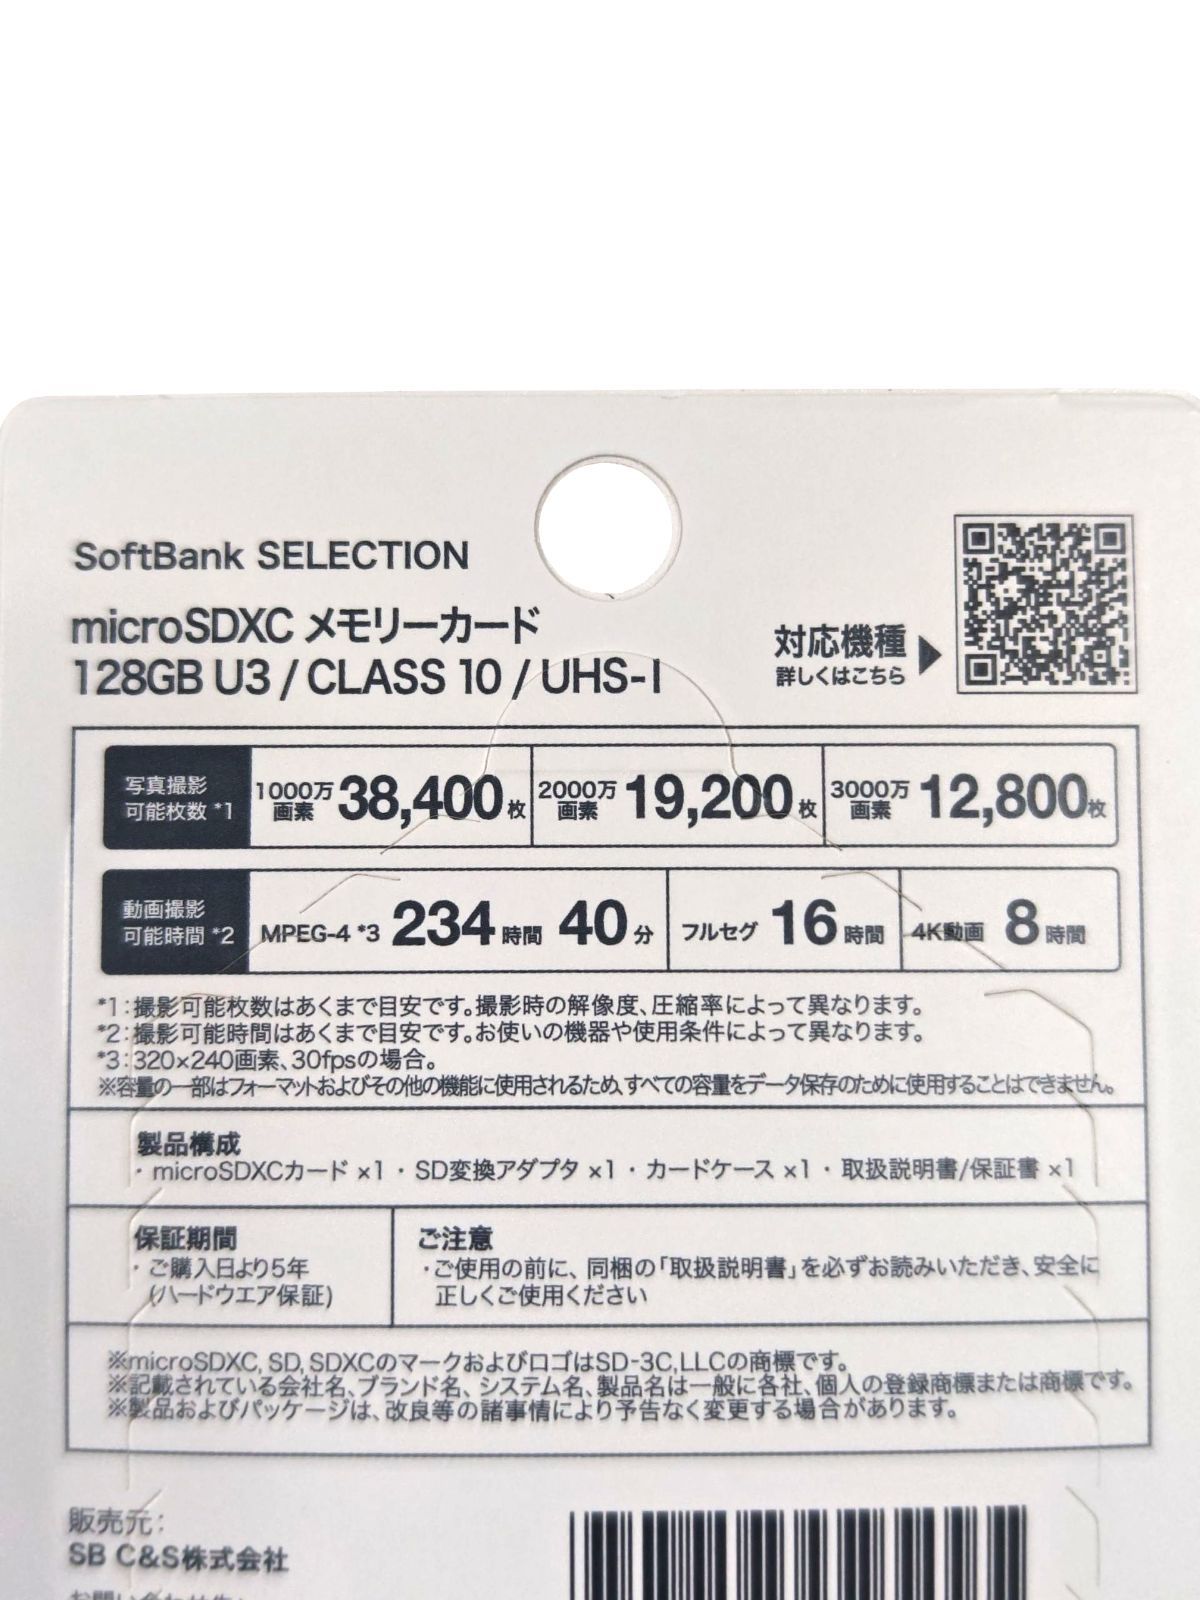 SoftBank SELECTION
microSDXC メモリーカード
128GB U3 / CLASS 10 / UHS-I
対応機種
詳しくはこちら
写真撮影
可能枚数 *1
1000万
画素
38,400枚
2000万
画素
19,200枚
3000万
画素
12,800枚
動画撮影
可能時間 *2
MPEG-4 *3 234時間 40分
フルセグ 16時間
4K動画 8時間
*1：撮影可能枚数はあくまで目安です。撮影時の解像度、圧縮率によって異なります。
*2：撮影可能時間はあくまで目安です。お使いの機器や使用条件によって異なります。
*3：320×240画素、30fpsの場合。
※容量の一部はフォーマットおよびその他の機能に使用されるため、すべての容量をデータ保存のために使用することはできません。
製品構成
・microSDXCカード ×1・SD変換アダプタ ×1・カードケース ×1・取扱説明書/保証書 ×1
保証期間
・ご購入日より5年
(ハードウエア保証)
ご注意
・ご使用の前に、同梱の「取扱説明書」を必ずお読みいただき、安全に
正しくご使用ください
※microSDXC, SD, SDXCのマークおよびロゴはSD-3C,LLCの商標です。
※記載されている会社名、ブランド名、システム名、製品名は一般に各社、個人の登録商標または商標です。
※製品およびパッケージは、改良等の諸事情により予告なく変更する場合があります。
販売元：
SB C&S株式会社